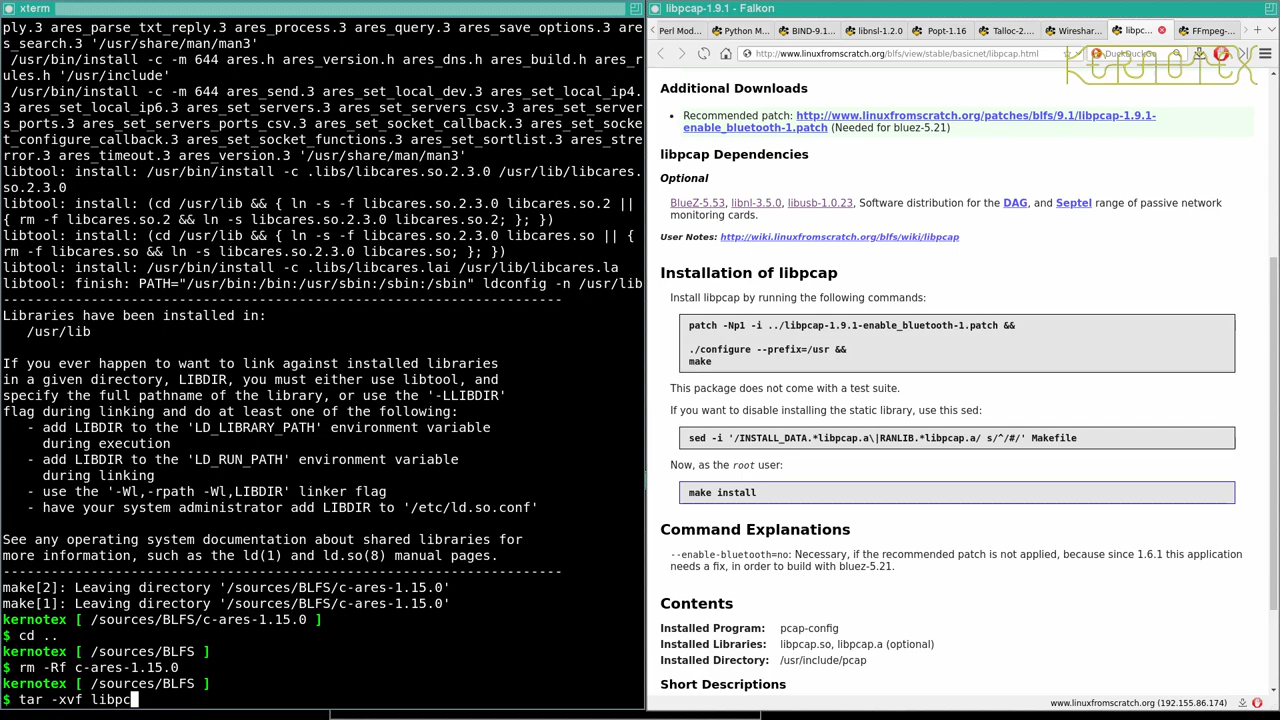 xterm
ply.3 ares_parse_txt_reply.3 ares_process.3 ares_query.3 ares_save_options.3 are
s_search.3 '/usr/share/man/man3'
/usr/bin/install -c -m 644 ares.h ares_version.h ares_dns.h ares_build.h ares_r
ules.h '/usr/include'
/usr/bin/install -c -m 644 ares_send.3 ares_set_local_dev.3 ares_set_local_ip4.
3 ares_set_local_ip6.3 ares_set_servers.3 ares_set_servers_csv.3 ares_set_server
s_ports.3 ares_set_servers_ports_csv.3 ares_set_socket_callback.3 ares_set_socke
t_configure_callback.3 ares_set_socket_functions.3 ares_set_sortlist.3 ares_stre
rror.3 ares_timeout.3 ares_version.3 '/usr/share/man/man3'
libtool: install: /usr/bin/install -c .libs/libcares.so.2.3.0 /usr/lib/libcares.
so.2.3.0
libtool: install: (cd /usr/lib && { ln -s -f libcares.so.2.3.0 libcares.so.2 ||
{ rm -f libcares.so.2 && ln -s libcares.so.2.3.0 libcares.so.2; }; })
libtool: install: (cd /usr/lib && { ln -s -f libcares.so.2.3.0 libcares.so || {
rm -f libcares.so && ln -s libcares.so.2.3.0 libcares.so; }; })
libtool: install: /usr/bin/install -c .libs/libcares.lai /usr/lib/libcares.la
libtool: finish: PATH="/usr/bin:/bin:/usr/sbin:/sbin:/sbin" ldconfig -n /usr/lib
----------------------------------------------------------------------
Libraries have been installed in:
/usr/lib
If you ever happen to want to link against installed libraries
in a given directory, LIBDIR, you must either use libtool, and
specify the full pathname of the library, or use the '-LLIBDIR'
flag during linking and do at least one of the following:
- add LIBDIR to the 'LD_LIBRARY_PATH' environment variable
during execution
- add LIBDIR to the 'LD_RUN_PATH' environment variable
during linking
- use the '-Wl,-rpath -Wl,LIBDIR' linker flag
- have your system administrator add LIBDIR to '/etc/ld.so.conf'
See any operating system documentation about shared libraries for
more information, such as the ld(1) and ld.so(8) manual pages.
----------------------------------------------------------------------
make[2]: Leaving directory '/sources/BLFS/c-ares-1.15.0'
make[1]: Leaving directory '/sources/BLFS/c-ares-1.15.0'
kernotex [ /sources/BLFS/c-ares-1.15.0 ]
$ cd ..
kernotex [ /sources/BLFS ]
$ rm -Rf c-ares-1.15.0
kernotex [ /sources/BLFS ]
$ tar -xvf libpc
libpcap-1.9.1 - Falkon
Perl Mod... Python M... BIND-9.1... libnsl-1.2.0 Popt-1.16 Talloc-2.... Wireshar... libpc... FFmpeg-...
http://www.linuxfromscratch.org/blfs/view/stable/basicnet/libpcap.html
KERNOTEX
Additional Downloads
• Recommended patch: http://www.linuxfromscratch.org/patches/blfs/9.1/libpcap-1.9.1-
enable_bluetooth-1.patch (Needed for bluez-5.21)
libpcap Dependencies
Optional
BlueZ-5.53, libnl-3.5.0, libusb-1.0.23, Software distribution for the DAG, and Septel range of passive network
monitoring cards.
User Notes: http://wiki.linuxfromscratch.org/blfs/wiki/libpcap
Installation of libpcap
Install libpcap by running the following commands:
patch -Np1 -i ../libpcap-1.9.1-enable_bluetooth-1.patch &&
./configure --prefix=/usr &&
make
This package does not come with a test suite.
If you want to disable installing the static library, use this sed:
sed -i '/INSTALL_DATA.*libpcap.a\|RANLIB.*libpcap.a/ s/^/#/' Makefile
Now, as the root user:
make install
Command Explanations
--enable-bluetooth=no: Necessary, if the recommended patch is not applied, because since 1.6.1 this application
needs a fix, in order to build with bluez-5.21.
Contents
Installed Program: pcap-config
Installed Libraries: libpcap.so, libpcap.a (optional)
Installed Directory: /usr/include/pcap
Short Descriptions
www.linuxfromscratch.org (192.155.86.174)